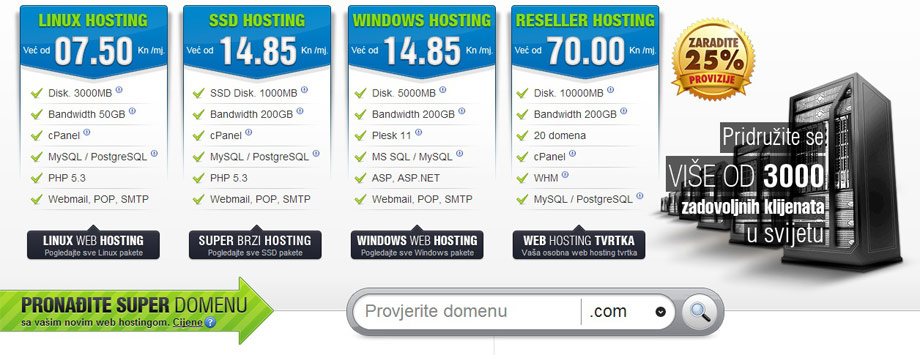 LINUX HOSTING
Već od 07.50 Kn /mj.
Disk. 3000MB
Bandwidth 50GB
cPanel
MySQL / PostgreSQL
PHP 5.3
Webmail, POP, SMTP
LINUX WEB HOSTING
Pogledajte sve Linux pakete
SSD HOSTING
Već od 14.85 Kn /mj.
SSD Disk. 1000MB
Bandwidth 200GB
cPanel
MySQL / PostgreSQL
PHP 5.3
Webmail, POP, SMTP
SUPER BRZI HOSTING
Pogledajte sve SSD pakete
WINDOWS HOSTING
Već od 14.85 Kn /mj.
Disk. 5000MB
Bandwidth 200GB
Plesk 11
MS SQL / MySQL
ASP, ASP.NET
Webmail, POP, SMTP
WINDOWS WEB HOSTING
Pogledajte sve Windows pakete
RESELLER HOSTING
Već od 70.00 Kn /mj.
Disk. 10000MB
Bandwidth 200GB
20 domena
cPanel
WHM
MySQL / PostgreSQL
WEB HOSTING TVRTKA
Vaša osobna web hosting tvrtka
ZARADITE
25%
PROVIZIJE
Pridružite se
VIŠE OD 3000
zadovoljnih klijenata
u svijetu
PRONAĐITE SUPER DOMENU
sa vašim novim web hostingom. Cijene ?
Provjerite domenu .com